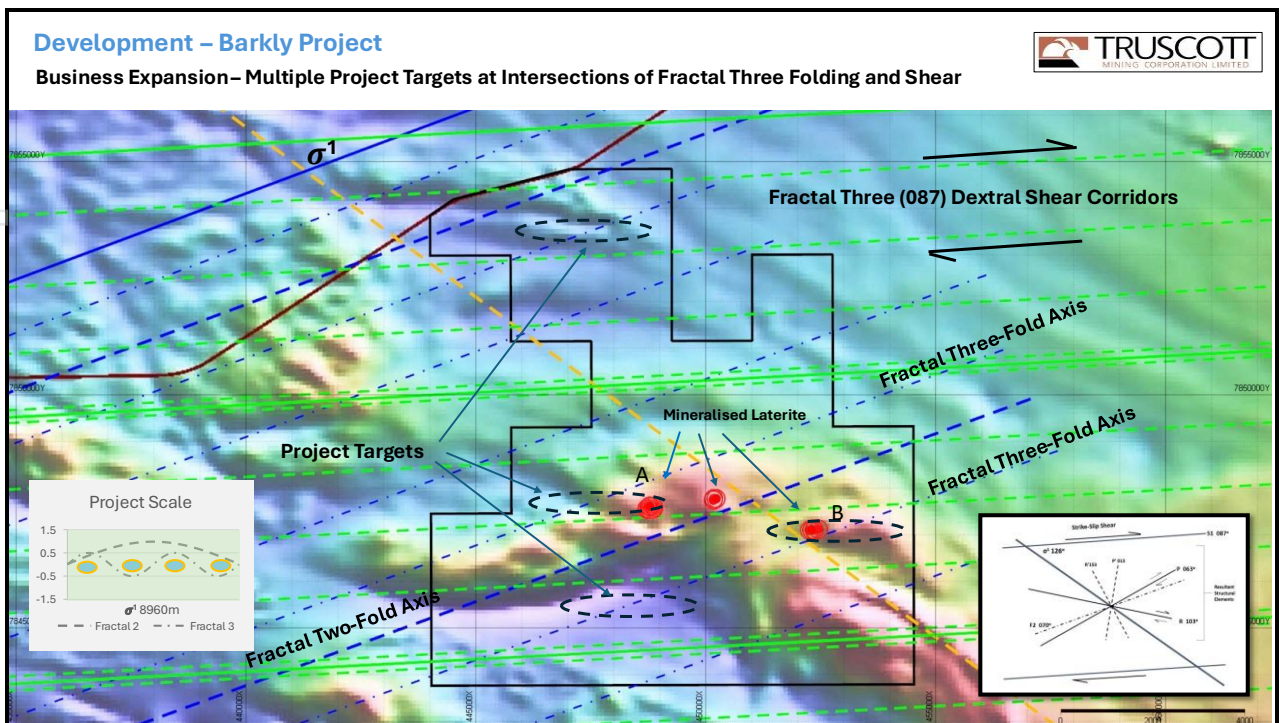 Development – Barkly Project
Business Expansion– Multiple Project Targets at Intersections of Fractal Three Folding and Shear
TRUSCOTT
MINING CORPORATION LIMITED
7855000Y
7855000Y
σ¹
Fractal Three (087) Dextral Shear Corridors
Fractal Three-Fold Axis
7850000Y
7850000Y
Mineralised Laterite
Fractal Three-Fold Axis
Project Targets
A
B
Project Scale
1.5
0.5
-0.5
-1.5
σ¹ 8960m
Fractal 2
Fractal 3
Fractal Two-Fold Axis
Strike-Slip Shear
S1 087°
σ¹ 126°
P 063°
Resultant
Structural
Elements
F2 070°
R 103°
440000X
445000X
450000X
0
4000